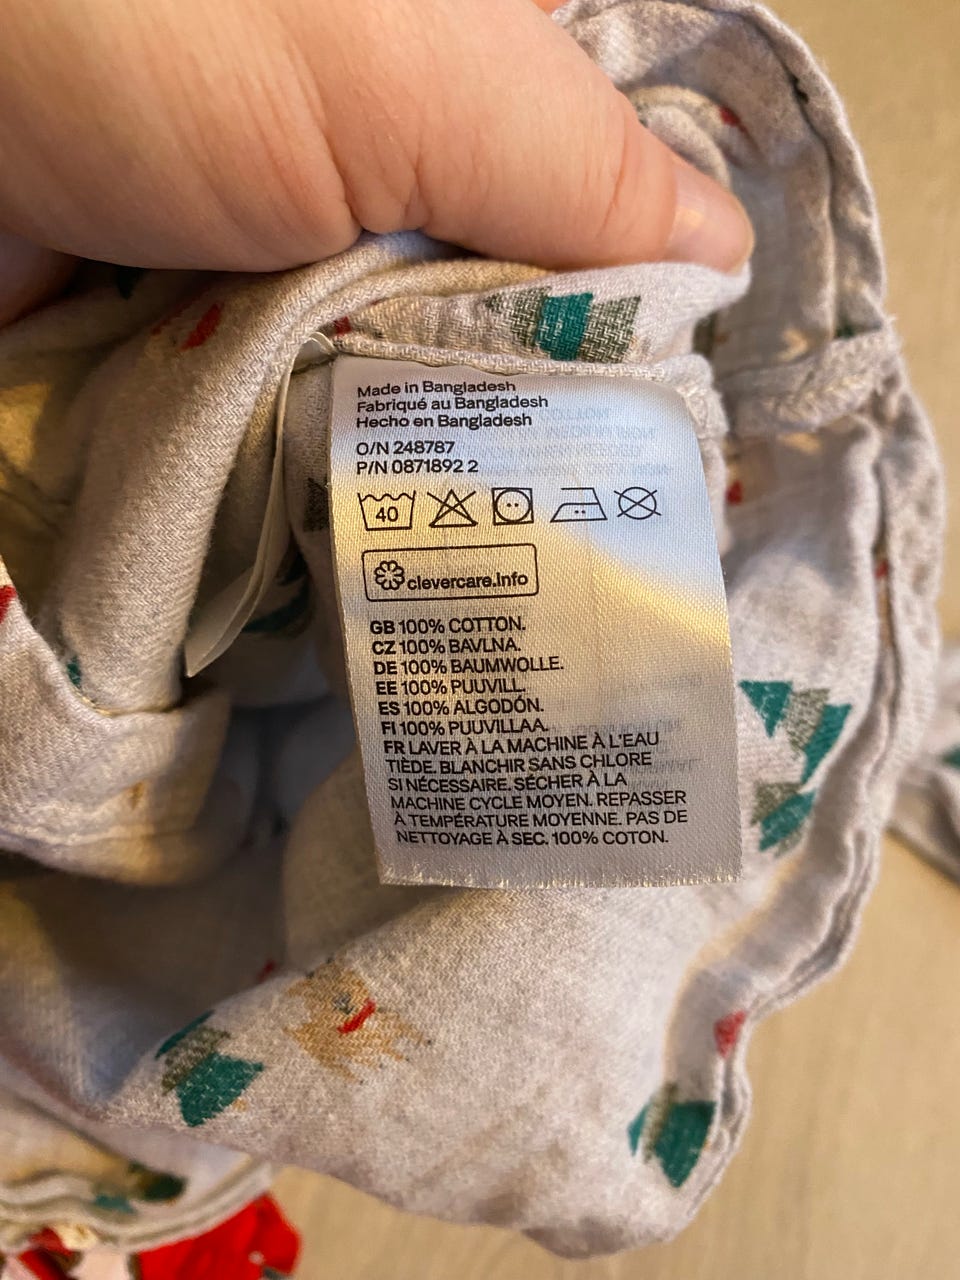 Made in Bangladesh
Fabriqué au Bangladesh
Hecho en Bangladesh
O/N 248787
P/N 0871892 2
40
clevercare.info
GB 100% COTTON.
CZ 100% BAVLNA.
DE 100% BAUMWOLLE.
EE 100% PUUVILL.
ES 100% ALGODÓN.
FI 100% PUUVILLAA.
FR LAVER À LA MACHINE À L'EAU
TIÈDE. BLANCHIR SANS CHLORE
SI NÉCESSAIRE. SÉCHER À LA
MACHINE CYCLE MOYEN. REPASSER
À TEMPÉRATURE MOYENNE. PAS DE
NETTOYAGE À SEC. 100% COTON.